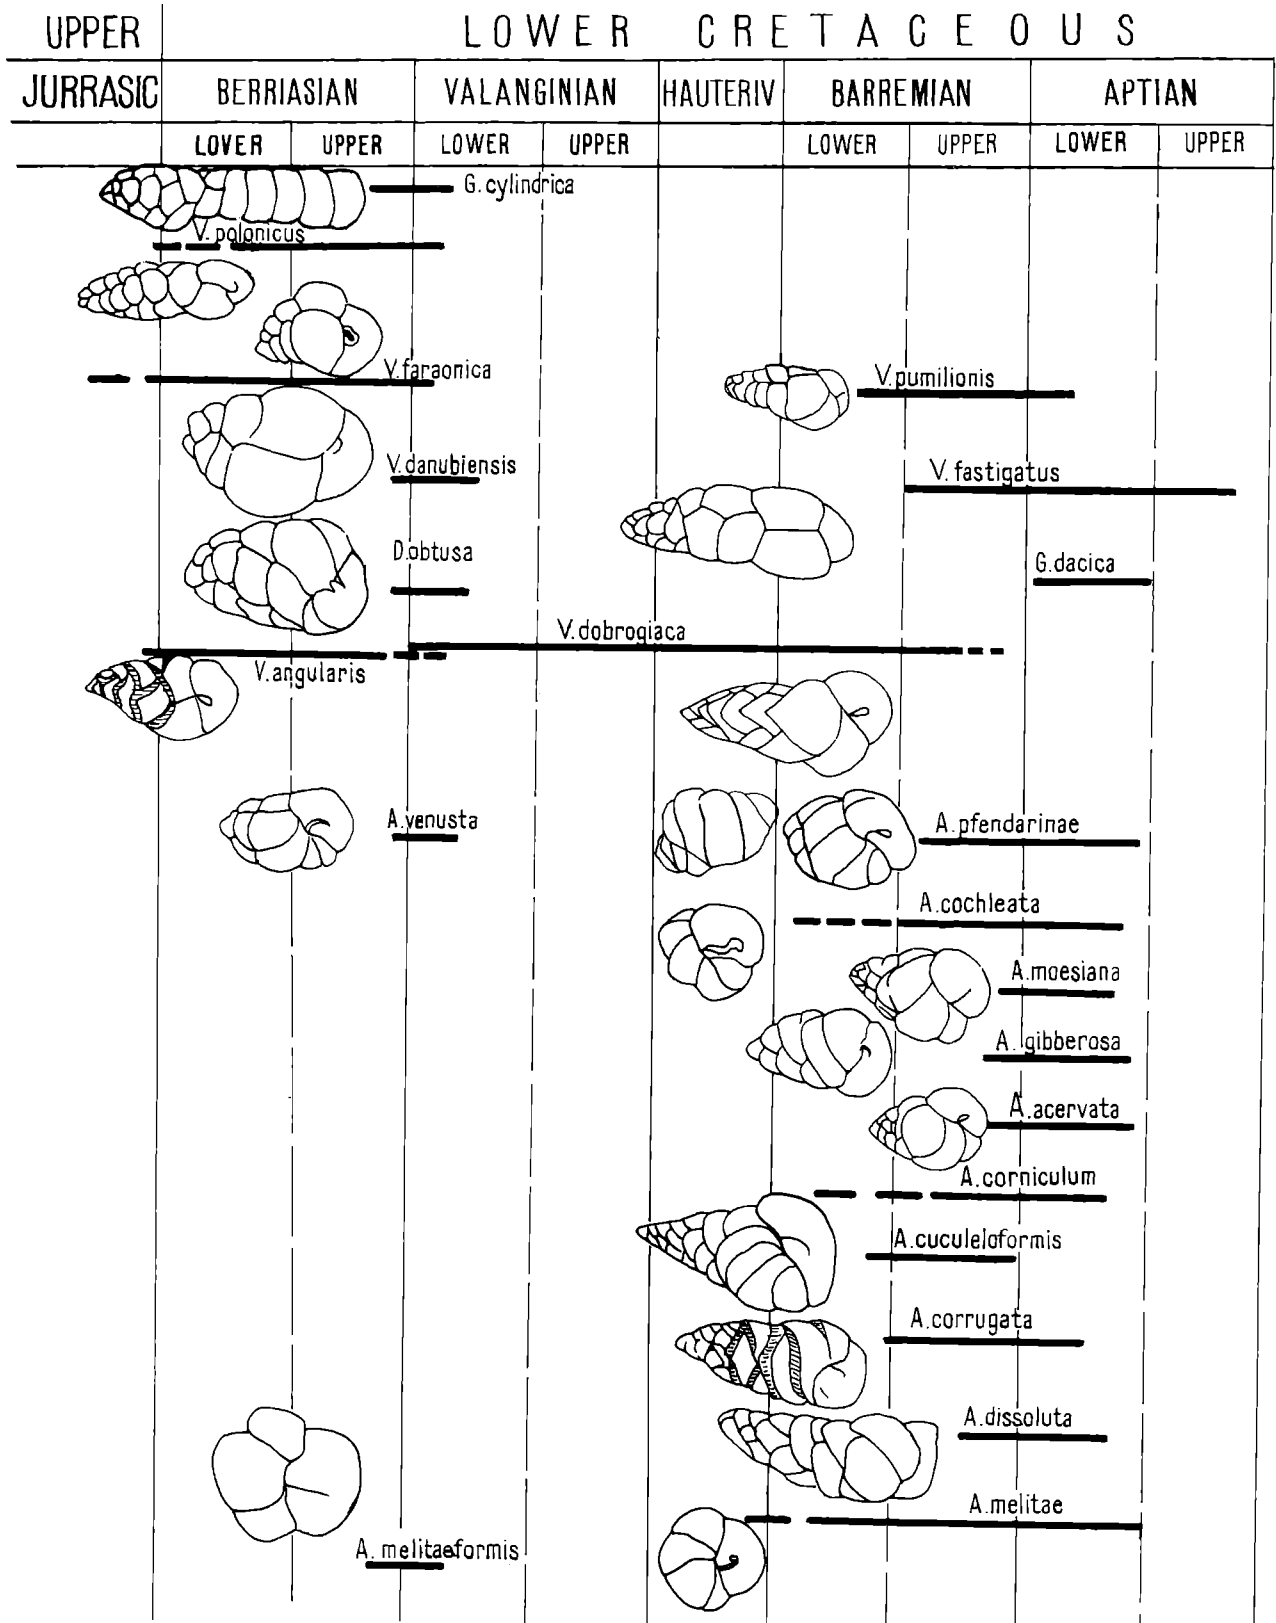 UPPER LOWER CRETACEOUS
JURRASIC BERRIASIAN VALANGINIAN HAUTERIV BARREMIAN APTIAN
LOVER UPPER LOWER UPPER LOWER UPPER LOWER UPPER
G. cylindrica
V. polonicus
V. faraonica
V. pumilionis
V. danubiensis
V. fastigatus
D. obtusa
G. dacica
V. dobrogiaca
V. angularis
A. venusta
A. pfendarinae
A. cochleata
A. moesiana
A. gibberosa
A. acervata
A. corniculum
A. cuculeloformis
A. corrugata
A. dissoluta
A. melitae
A. melitaeformis